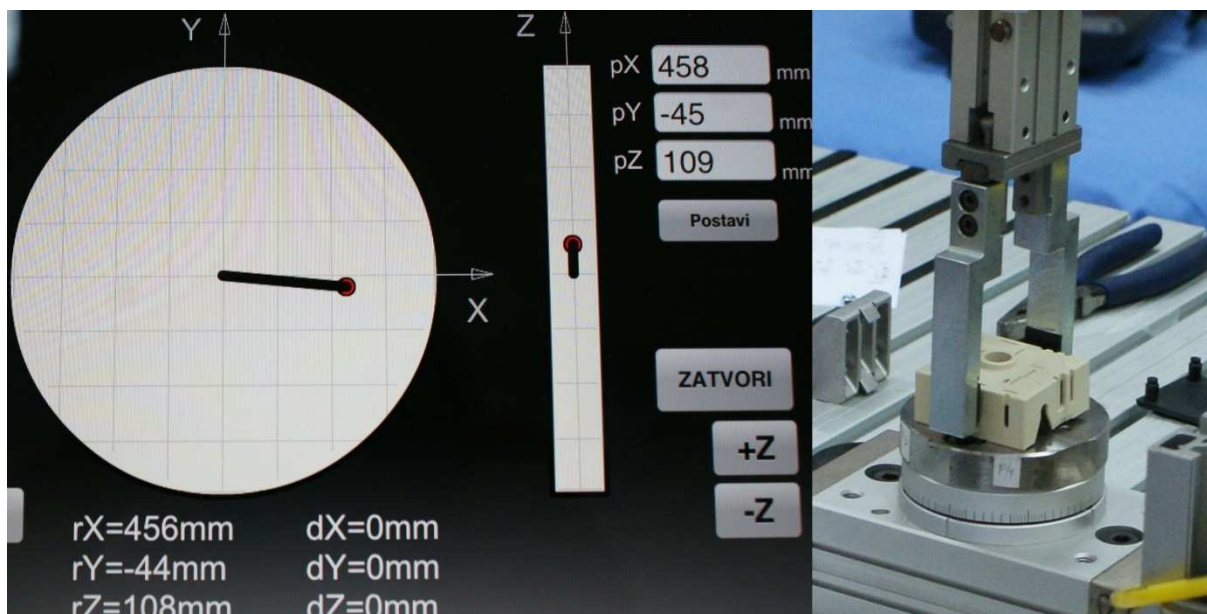 Y
Z
X
pX 458 mm
pY -45 mm
pZ 109 mm
Postavi
ZATVORI
+Z
-Z
rX=456mm dX=0mm
rY=-44mm dY=0mm
rZ=108mm dZ=0mm
P4